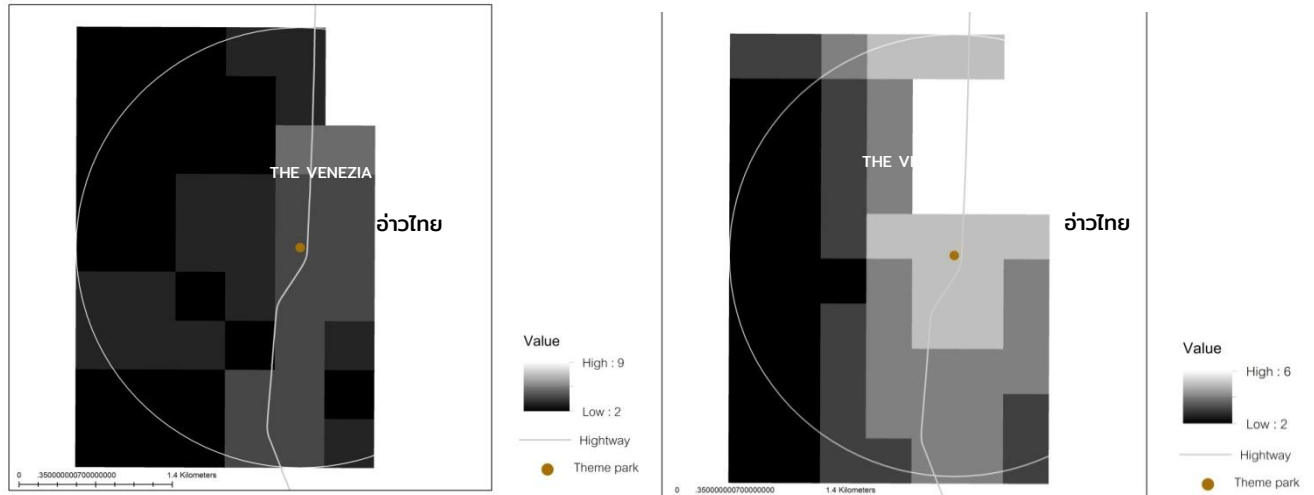 THE VENEZIA
อ่าวไทย
Value
High : 9
Low : 2
Hightway
Theme park
0 .350000000700000000 1.4 Kilometers
THE VE
อ่าวไทย
Value
High : 6
Low : 2
Hightway
Theme park
0 .350000000700000000 1.4 Kilometers